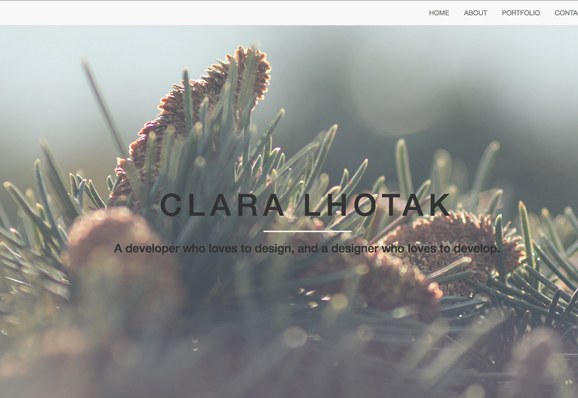 HOME ABOUT PORTFOLIO CONTA
CLARA LHOTAK
A developer who loves to design, and a designer who loves to develop.